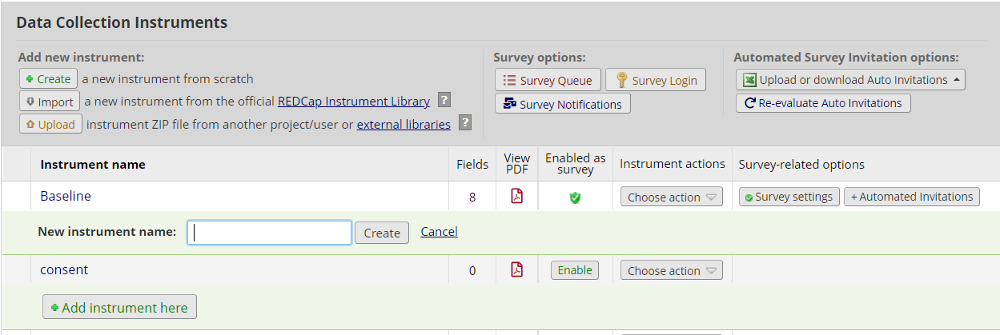 Data Collection Instruments
Add new instrument:
Create a new instrument from scratch
Import a new instrument from the official REDCap Instrument Library ?
Upload instrument ZIP file from another project/user or external libraries ?
Survey options:
Survey Queue Survey Login
Survey Notifications
Automated Survey Invitation options:
Upload or download Auto Invitations
Re-evaluate Auto Invitations
Instrument name Fields View PDF Enabled as survey Instrument actions Survey-related options
Baseline 8 Choose action Survey settings + Automated Invitations
New instrument name: Create Cancel
consent 0 Enable Choose action
Add instrument here